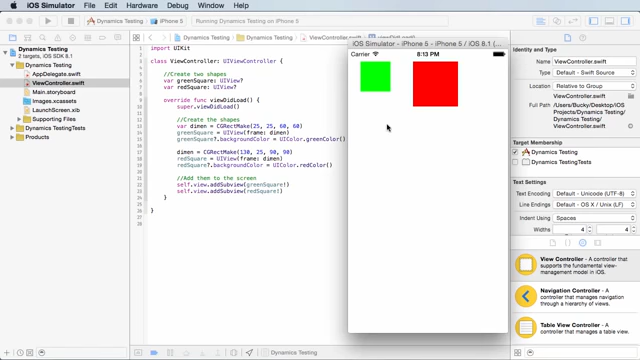 iOS Simulator File Edit Hardware Debug Window Help
Dynamics Testing iPhone 5
Running Dynamics Testing on iPhone 5
Dynamics Testing
2 targets, iOS SDK 8.1
Dynamics Testing
AppDelegate.swift
ViewController.swift
Main.storyboard
Images.xcassets
LaunchScreen.xib
Supporting Files
Dynamics TestingTests
Products
import UIKit
class ViewController: UIViewController {
//Create two shapes
var greenSquare: UIView?
var redSquare: UIView?
override func viewDidLoad() {
super.viewDidLoad()
//Create the shapes
var dimen = CGRectMake(25, 25, 60, 60)
greenSquare = UIView(frame: dimen)
greenSquare?.backgroundColor = UIColor.greenColor()
dimen = CGRectMake(130, 25, 90, 90)
redSquare = UIView(frame: dimen)
redSquare?.backgroundColor = UIColor.redColor()
//Add them to the screen
self.view.addSubview(greenSquare!)
self.view.addSubview(redSquare!)
}
}
iOS Simulator - iPhone 5 - iPhone 5 / iOS 8.1 (...
Carrier 8:13 PM
Identity and Type
Name ViewController.swift
Type Default - Swift Source
Location Relative to Group
ViewController.swift
Full Path /Users/Bucky/Desktop/iOS
Projects/Dynamics Testing/
Dynamics Testing/
ViewController.swift
Target Membership
Dynamics Testing
Dynamics TestingTests
Text Settings
Text Encoding Default - Unicode (UTF-8)
Line Endings Default - OS X / Unix (LF)
Indent Using Spaces
Widths 4 4
View Controller - A controller that
supports the fundamental view-
management model in iOS.
Navigation Controller - A
controller that manages navigation
through a hierarchy of views.
Table View Controller - A
controller that manages a table view.
Dynamics Testing